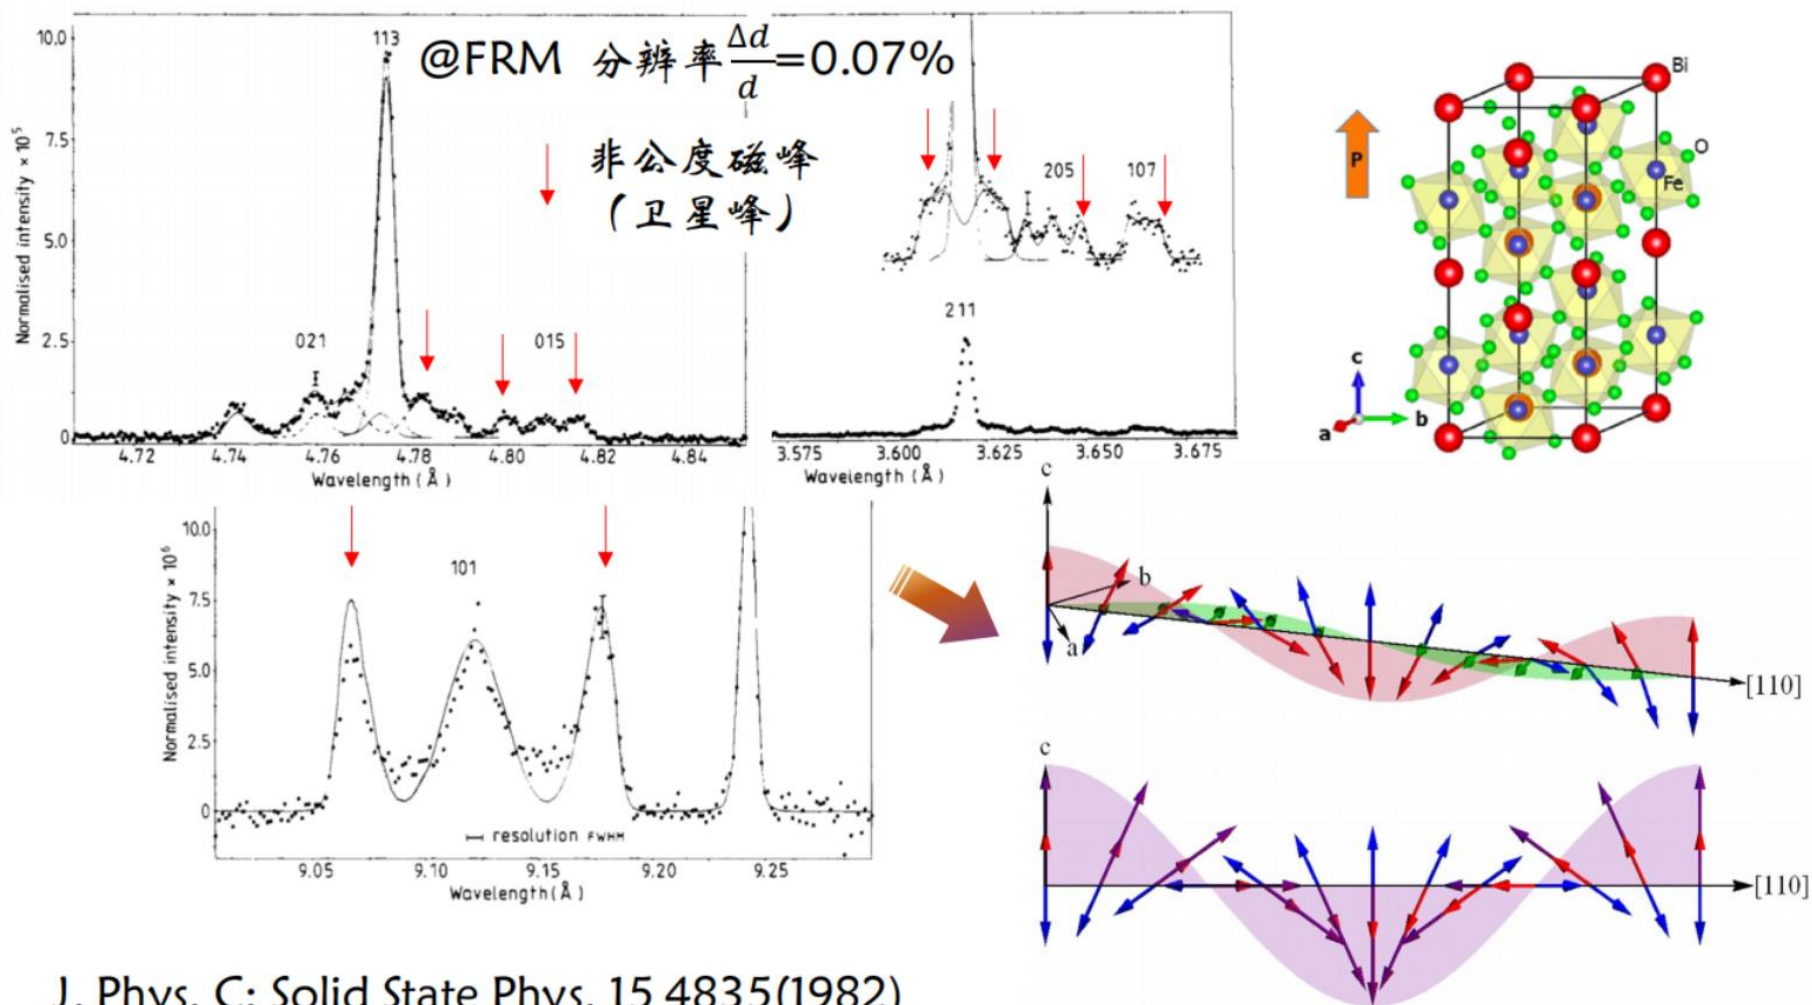 @FRM 分辨率 Δd/d=0.07%
非公度磁峰
（卫星峰）
Normalised intensity × 10⁵
10.0
7.5
5.0
2.5
0
113
021
015
4.72 4.74 4.76 4.78 4.80 4.82 4.84
Wavelength (Å)
205 107
211
3.575 3.600 3.625 3.650 3.675
Wavelength (Å)
Bi
O
Fe
P
c
b
a
Normalised intensity × 10⁶
10.0
7.5
5.0
2.5
0
101
resolution FWHM
9.05 9.10 9.15 9.20 9.25
Wavelength (Å)
c
b
a
[110]
c
[110]
J. Phys. C: Solid State Phys. 15 4835(1982)